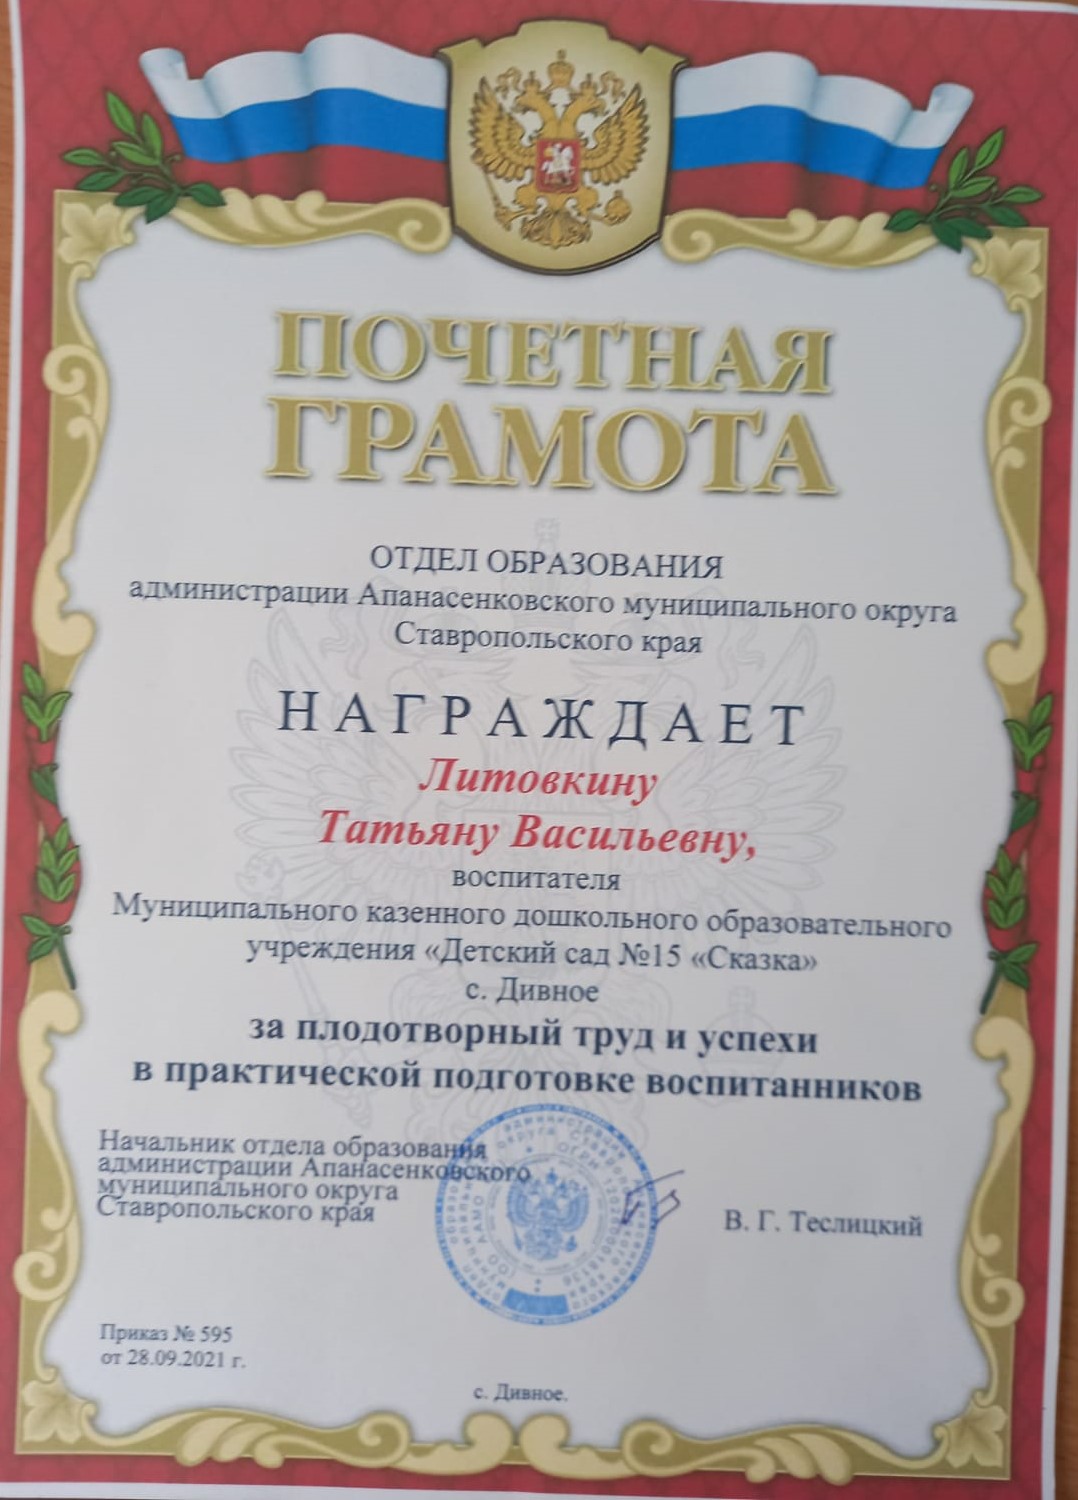 ПОЧЕТНАЯ
ГРАМОТА
ОТДЕЛ ОБРАЗОВАНИЯ
администрации Апанасенковского муниципального округа
Ставропольского края
НАГРАЖДАЕТ
Литовкину
Татьяну Васильевну,
воспитателя
Муниципального казенного дошкольного образовательного
учреждения «Детский сад №15 «Сказка»
с. Дивное
за плодотворный труд и успехи
в практической подготовке воспитанников
Начальник отдела образования
администрации Апанасенковского
муниципального округа
Ставропольского края
В. Г. Теслицкий
Приказ № 595
от 28.09.2021 г.
с. Дивное.